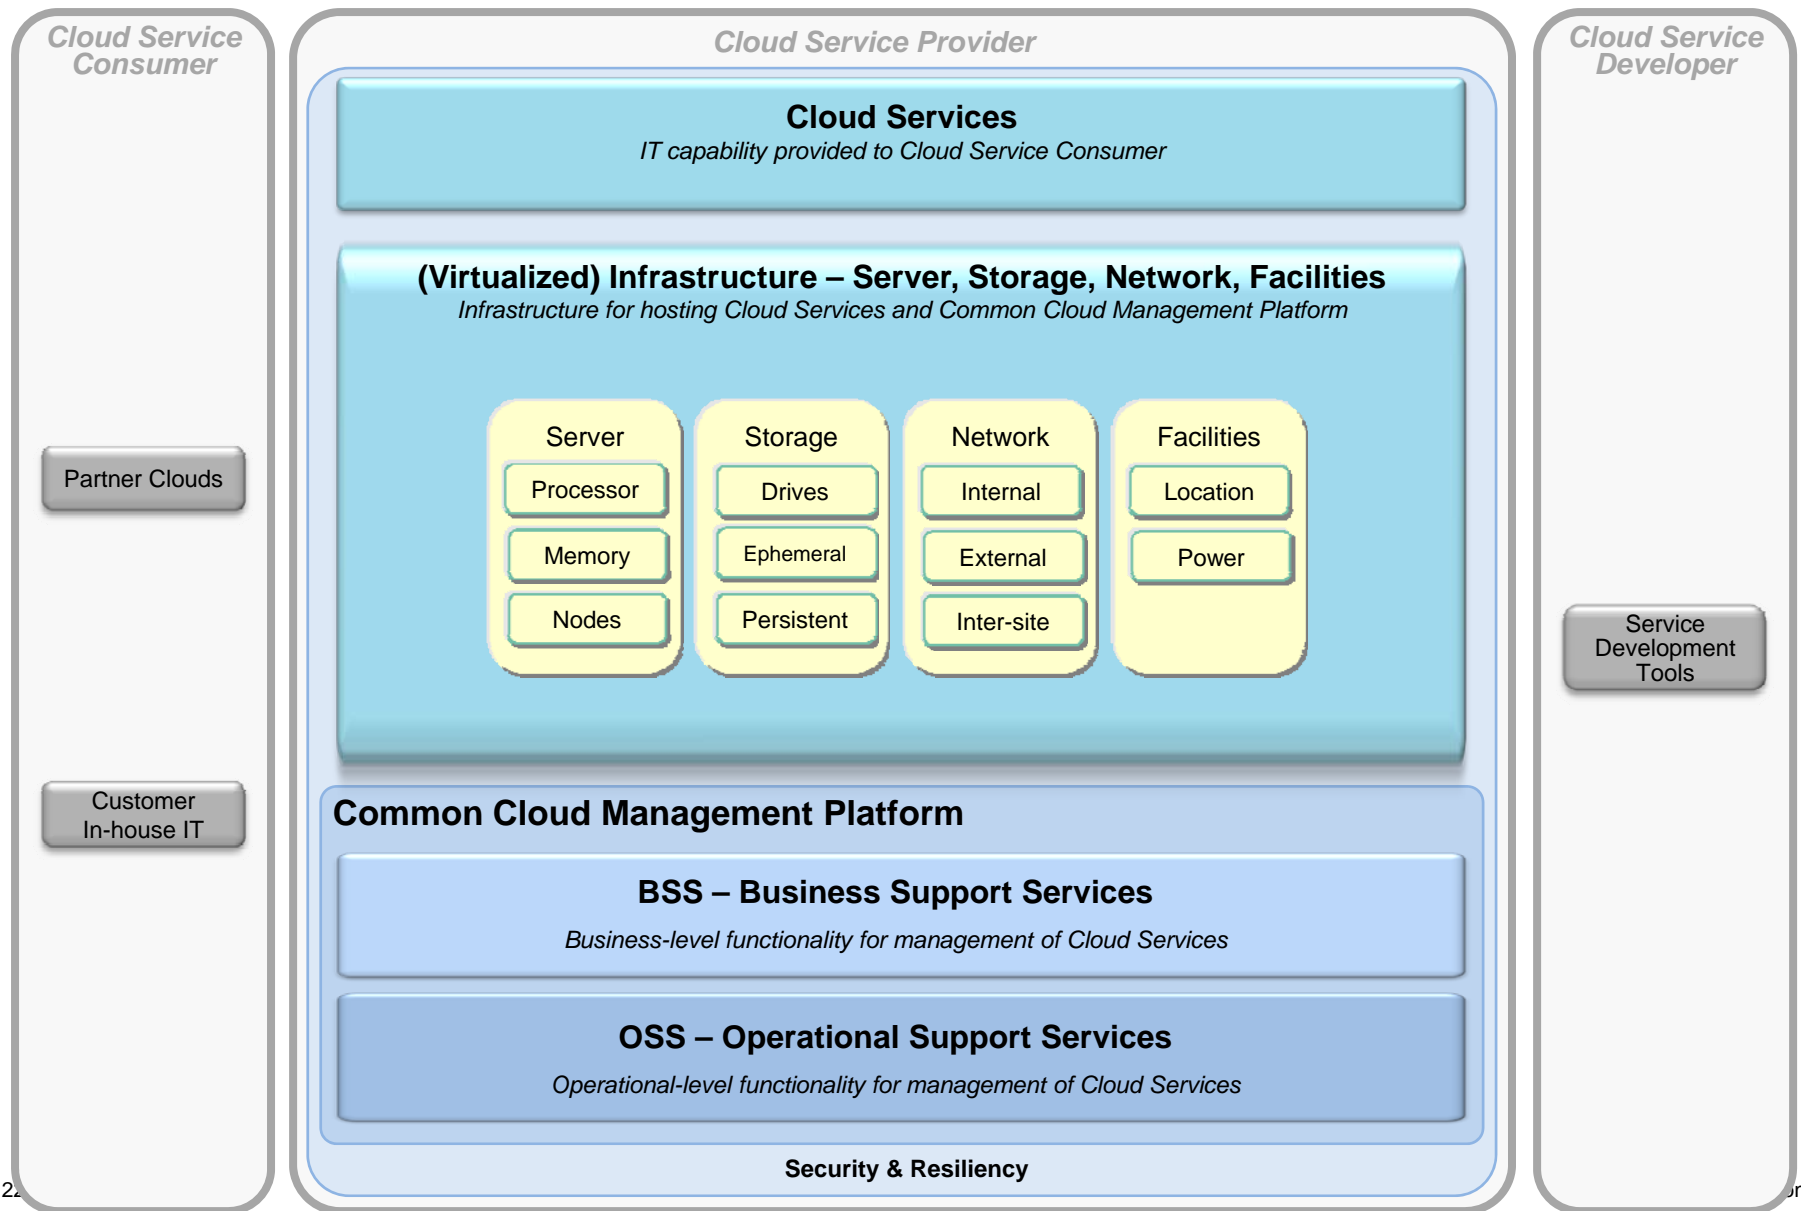 Cloud Service
Consumer
Partner Clouds
Customer
In-house IT
Cloud Service Provider
Cloud Services
IT capability provided to Cloud Service Consumer
(Virtualized) Infrastructure – Server, Storage, Network, Facilities
Infrastructure for hosting Cloud Services and Common Cloud Management Platform
Server
Processor
Memory
Nodes
Storage
Drives
Ephemeral
Persistent
Network
Internal
External
Inter-site
Facilities
Location
Power
Common Cloud Management Platform
BSS – Business Support Services
Business-level functionality for management of Cloud Services
OSS – Operational Support Services
Operational-level functionality for management of Cloud Services
Security & Resiliency
Cloud Service
Developer
Service
Development
Tools